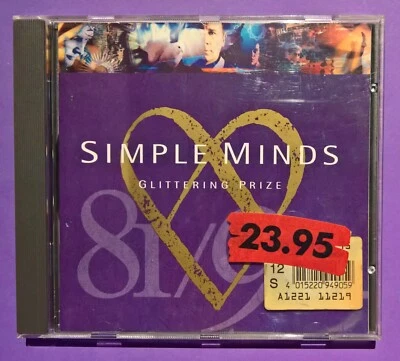 SIMPLE MINDS
GLITTERING PRIZE
81/9
23.95
12
S 4 015220 949059
A1221 11219